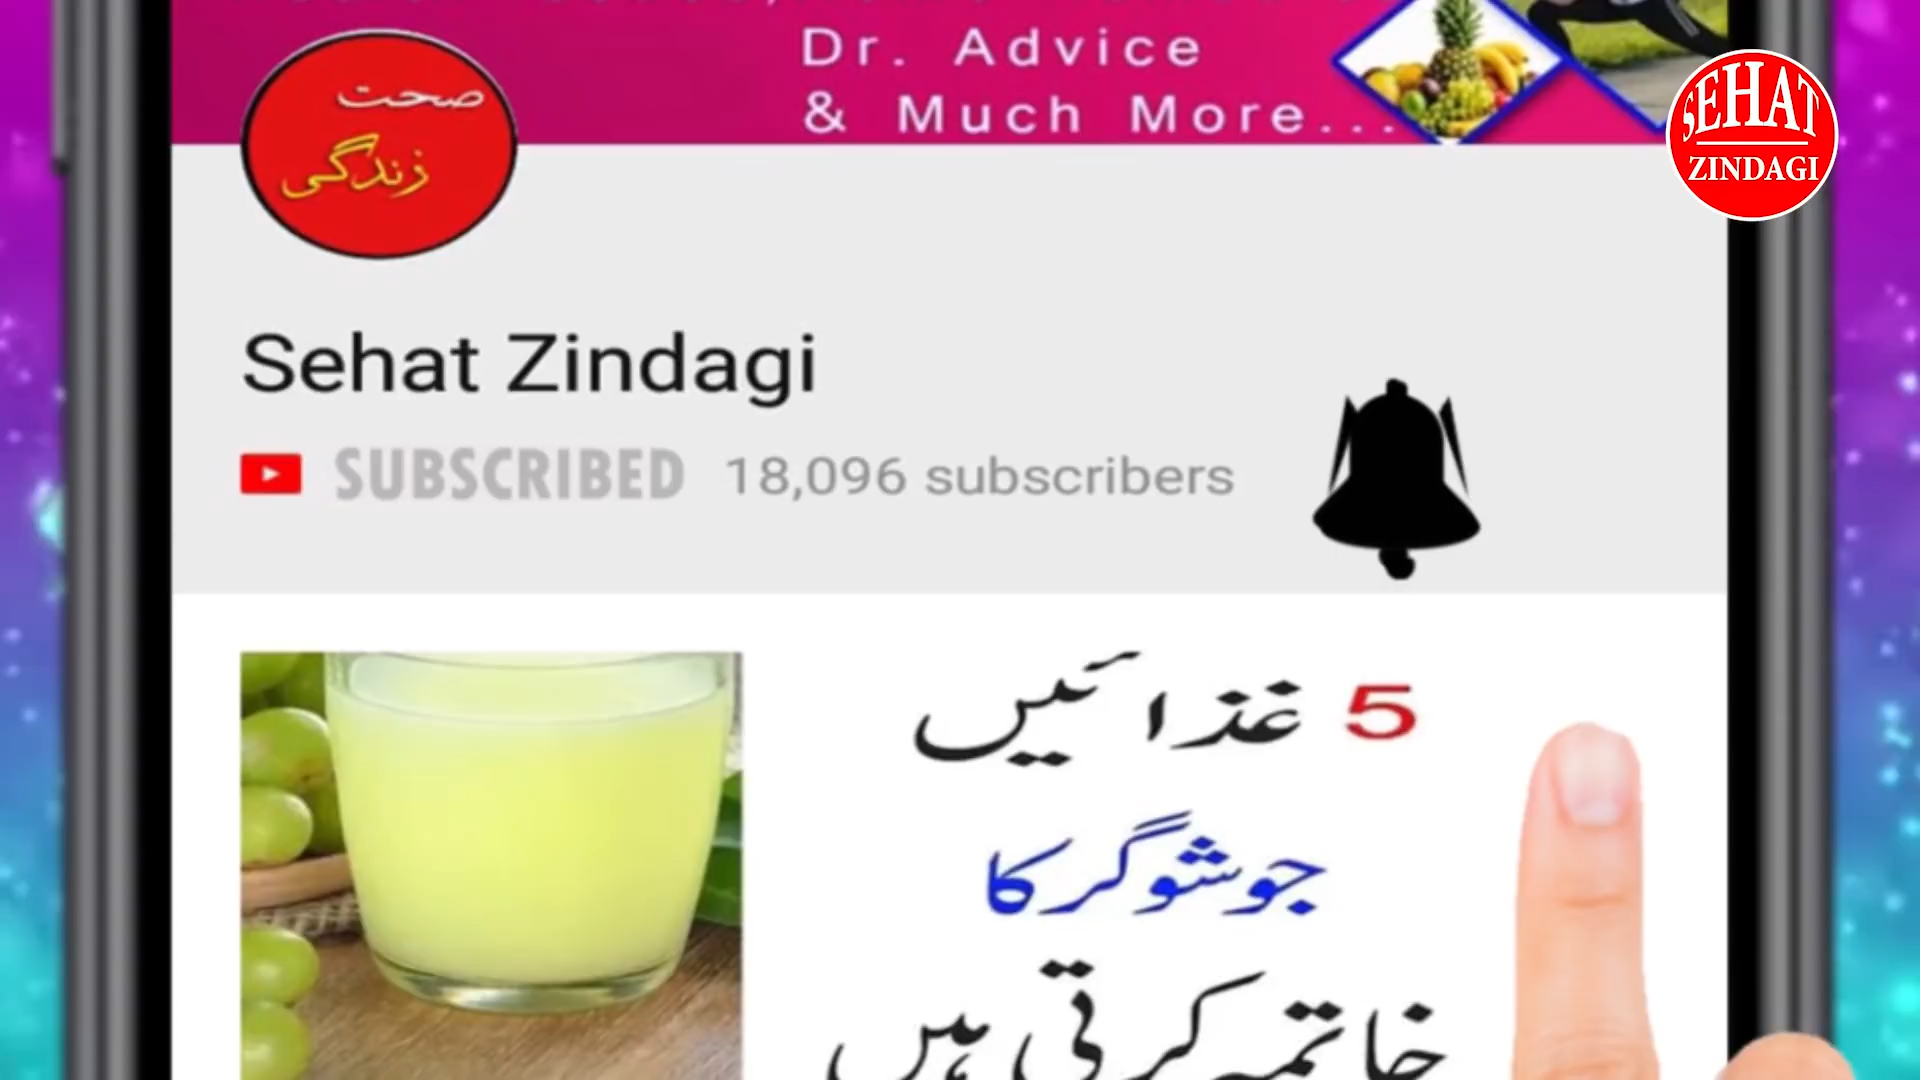 Dr. Advice
& Much More...
SEHAT
ZINDAGI
صحت
زندگی
Sehat Zindagi
SUBSCRIBED 18,096 subscribers
5 غذائیں
جو شوگر کا
خاتمہ کرتی ہیں